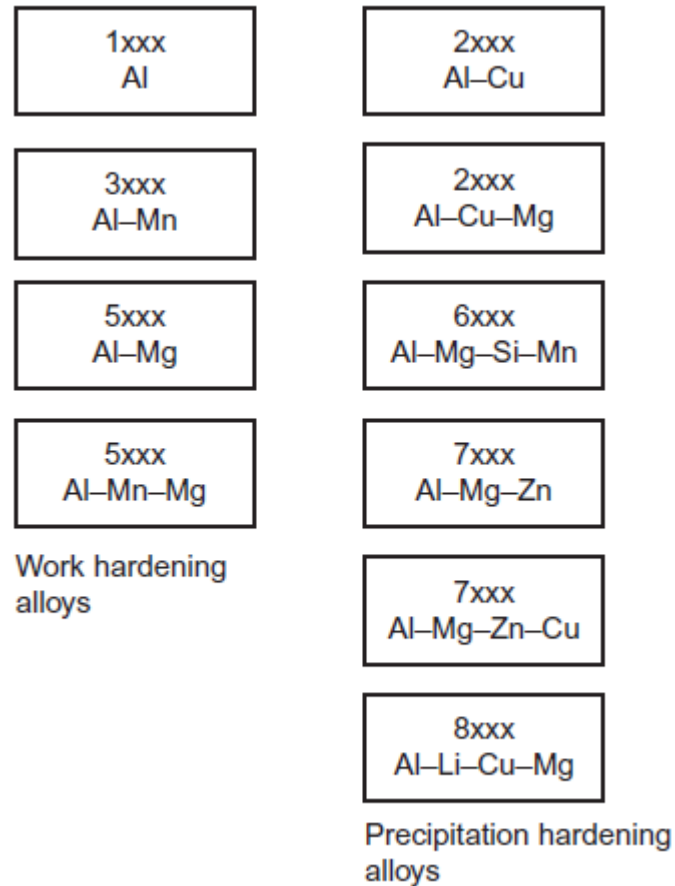 1xxx
Al
3xxx
Al–Mn
5xxx
Al–Mg
5xxx
Al–Mn–Mg
Work hardening
alloys
2xxx
Al–Cu
2xxx
Al–Cu–Mg
6xxx
Al–Mg–Si–Mn
7xxx
Al–Mg–Zn
7xxx
Al–Mg–Zn–Cu
8xxx
Al–Li–Cu–Mg
Precipitation hardening
alloys